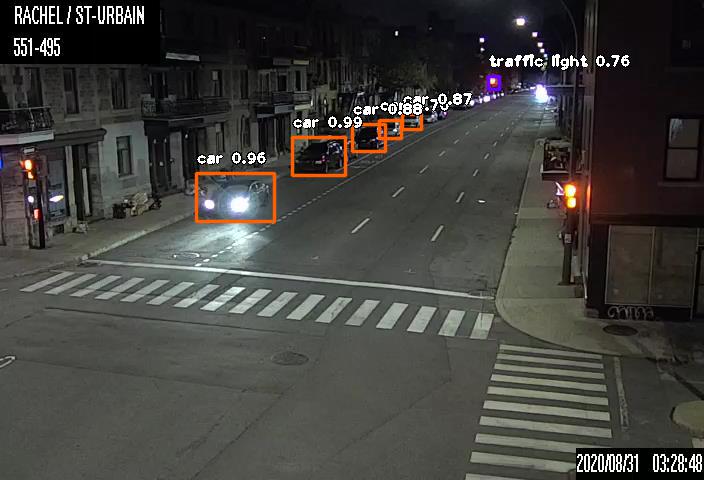 RACHEL / ST-URBAIN
551-495
traffic light 0.76
car 0.87
car 0.99
car 0.96
2020/08/31 03:28:48